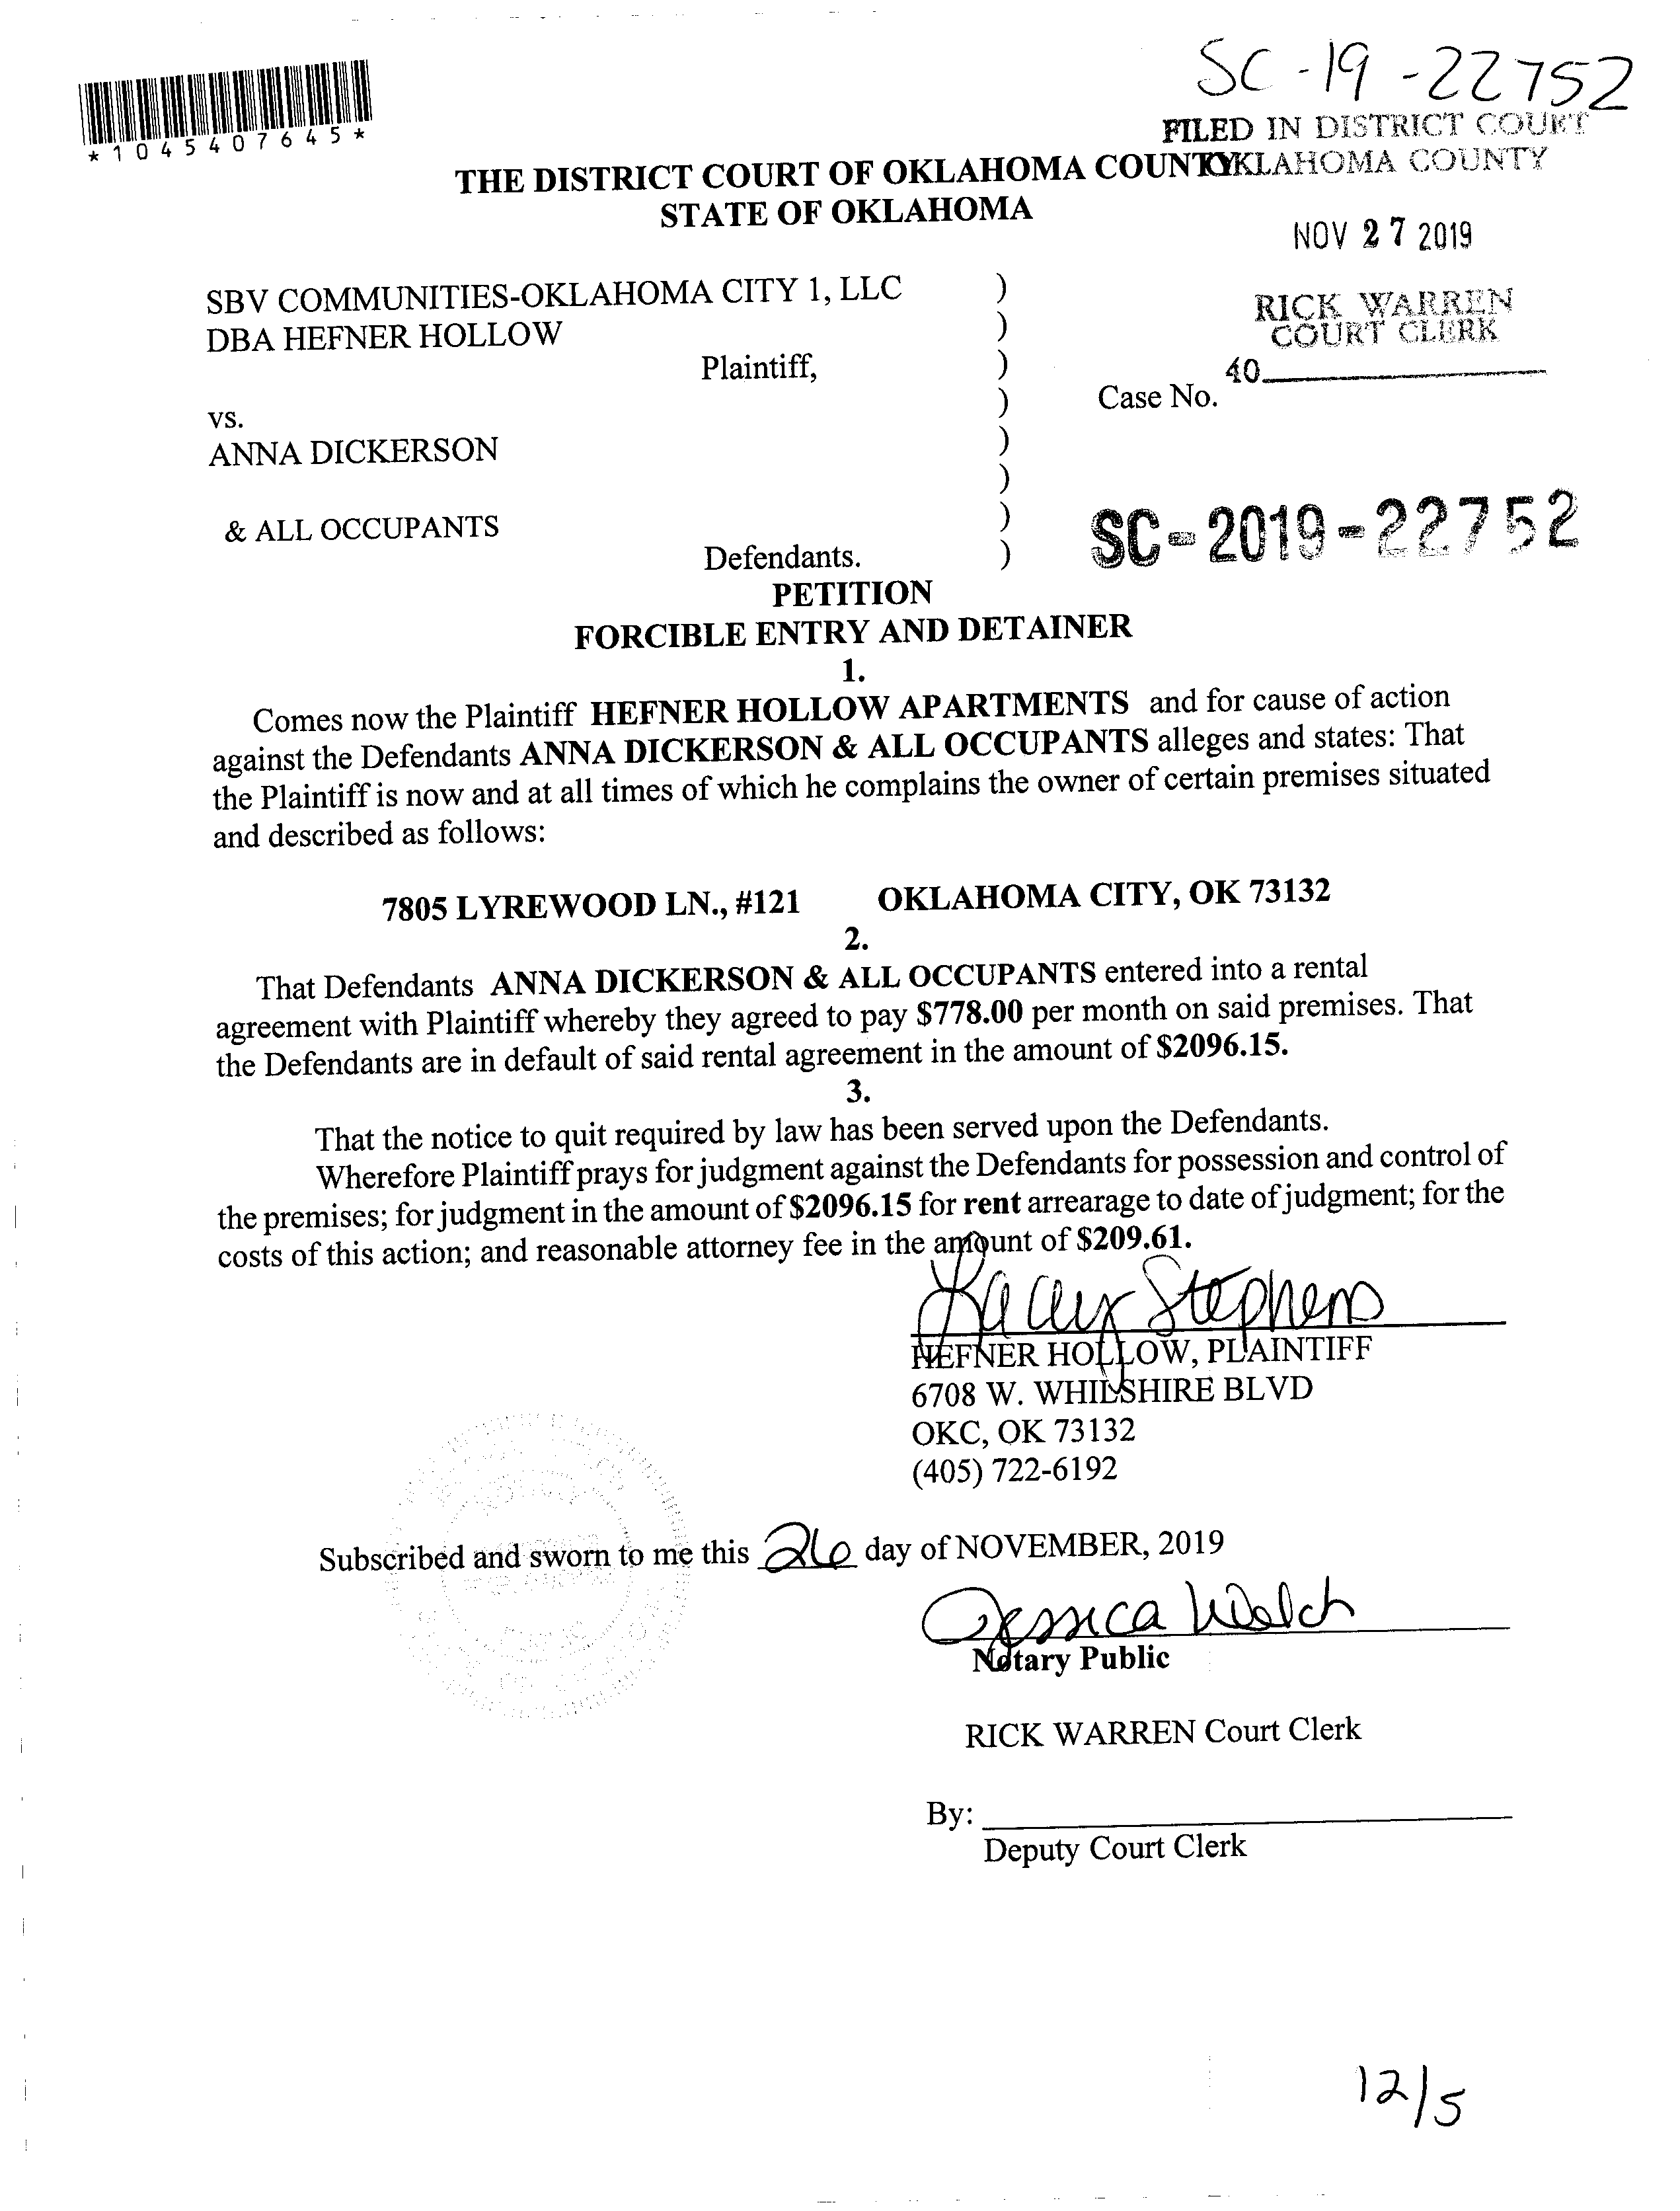 SC-19-22752
*1045407645*
FILED IN DISTRICT COURT
THE DISTRICT COURT OF OKLAHOMA COUNTY
OKLAHOMA COUNTY
STATE OF OKLAHOMA
NOV 27 2019
SBV COMMUNITIES-OKLAHOMA CITY 1, LLC )
DBA HEFNER HOLLOW )
RICK WARREN
COURT CLERK
Plaintiff, )
40
) Case No.
vs.
ANNA DICKERSON )
)
& ALL OCCUPANTS )
SC-2019-22752
Defendants. )
PETITION
FORCIBLE ENTRY AND DETAINER
1.
Comes now the Plaintiff HEFNER HOLLOW APARTMENTS and for cause of action
against the Defendants ANNA DICKERSON & ALL OCCUPANTS alleges and states: That
the Plaintiff is now and at all times of which he complains the owner of certain premises situated
and described as follows:
7805 LYREWOOD LN., #121 OKLAHOMA CITY, OK 73132
2.
That Defendants ANNA DICKERSON & ALL OCCUPANTS entered into a rental
agreement with Plaintiff whereby they agreed to pay $778.00 per month on said premises. That
the Defendants are in default of said rental agreement in the amount of $2096.15.
3.
That the notice to quit required by law has been served upon the Defendants.
Wherefore Plaintiff prays for judgment against the Defendants for possession and control of
the premises; for judgment in the amount of $2096.15 for rent arrearage to date of judgment; for the
costs of this action; and reasonable attorney fee in the amount of $209.61.
Lacey Stephens
HEFNER HOLLOW, PLAINTIFF
6708 W. WHILSHIRE BLVD
OKC, OK 73132
(405) 722-6192
Subscribed and sworn to me this 26 day of NOVEMBER, 2019
Jessica Welch
Notary Public
RICK WARREN Court Clerk
By:
Deputy Court Clerk
12/5